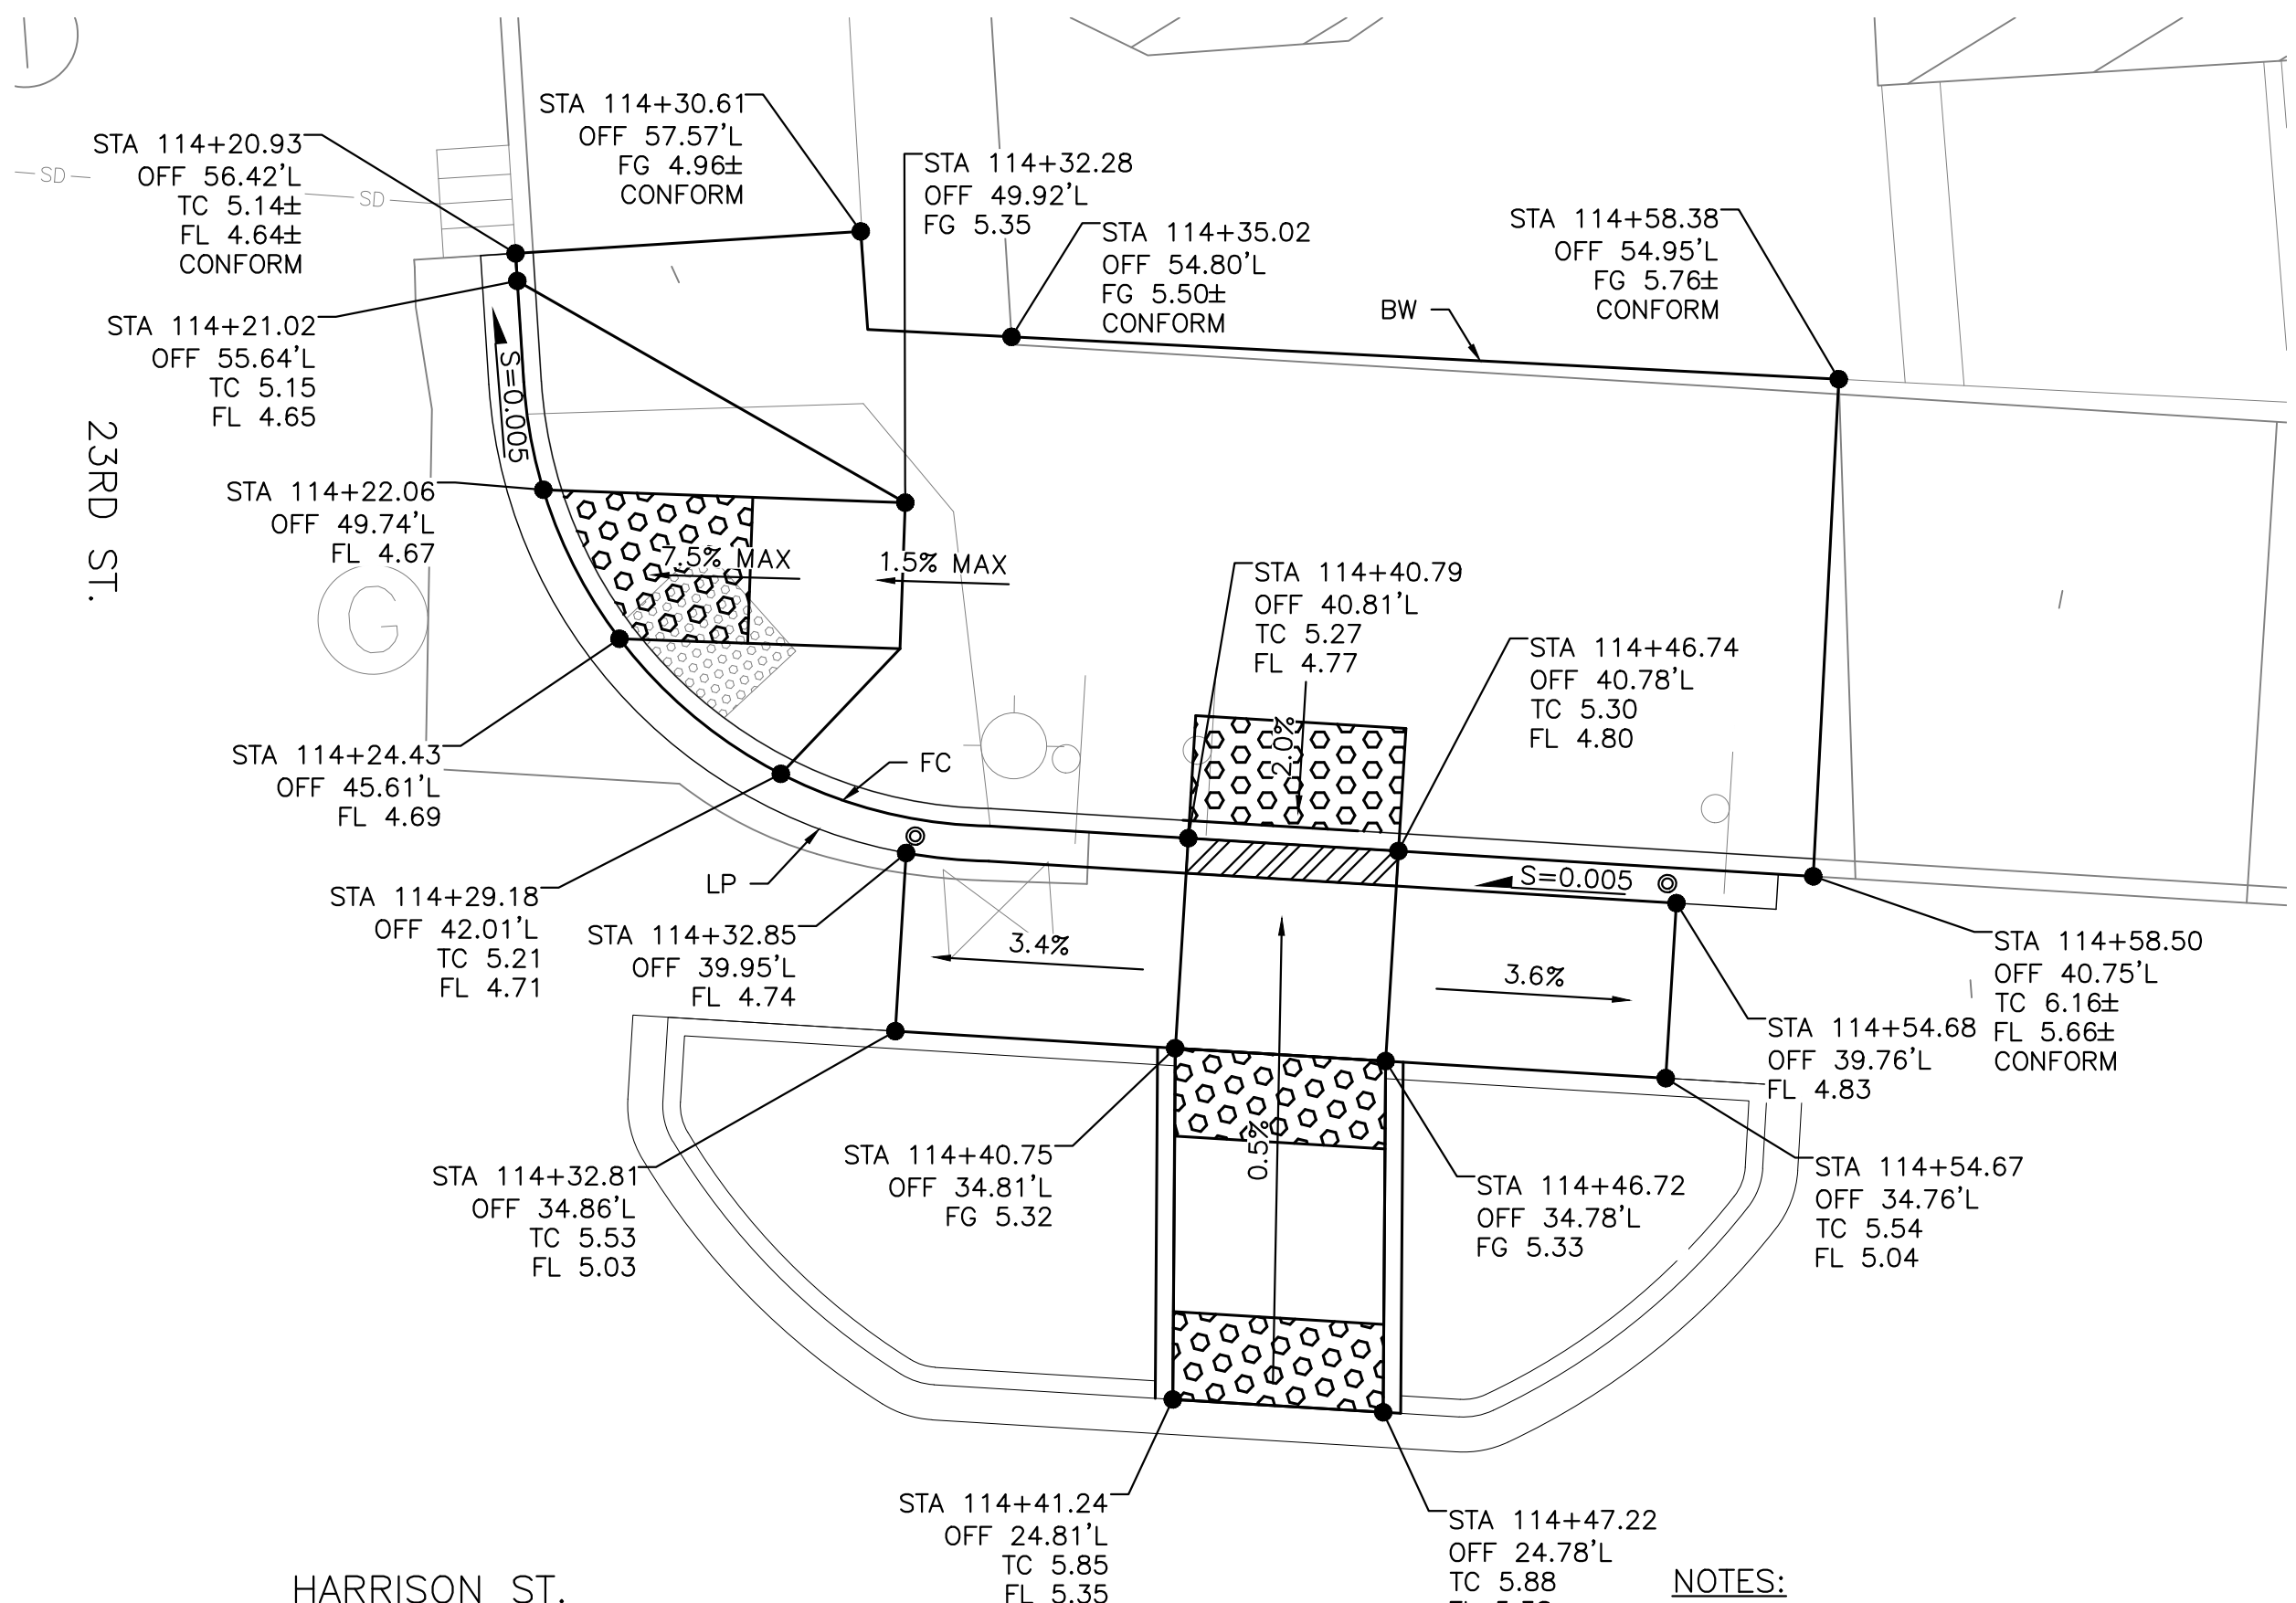 SD
SD
STA 114+20.93
OFF 56.42'L
TC 5.14±
FL 4.64±
CONFORM
STA 114+30.61
OFF 57.57'L
FG 4.96±
CONFORM
STA 114+32.28
OFF 49.92'L
FG 5.35
STA 114+35.02
OFF 54.80'L
FG 5.50±
CONFORM
BW
STA 114+58.38
OFF 54.95'L
FG 5.76±
CONFORM
STA 114+21.02
OFF 55.64'L
TC 5.15
FL 4.65
S=0.005
23RD ST.
STA 114+22.06
OFF 49.74'L
FL 4.67
7.5% MAX
1.5% MAX
G
STA 114+40.79
OFF 40.81'L
TC 5.27
FL 4.77
STA 114+46.74
OFF 40.78'L
TC 5.30
FL 4.80
2.0%
STA 114+24.43
OFF 45.61'L
FL 4.69
FC
LP
S=0.005
STA 114+29.18
OFF 42.01'L
TC 5.21
FL 4.71
STA 114+32.85
OFF 39.95'L
FL 4.74
3.4%
3.6%
STA 114+58.50
OFF 40.75'L
TC 6.16±
FL 5.66±
CONFORM
STA 114+54.68
OFF 39.76'L
FL 4.83
STA 114+32.81
OFF 34.86'L
TC 5.53
FL 5.03
STA 114+40.75
OFF 34.81'L
FG 5.32
0.5%
STA 114+46.72
OFF 34.78'L
FG 5.33
STA 114+54.67
OFF 34.76'L
TC 5.54
FL 5.04
STA 114+41.24
OFF 24.81'L
TC 5.85
FL 5.35
STA 114+47.22
OFF 24.78'L
TC 5.88
HARRISON ST.
NOTES: